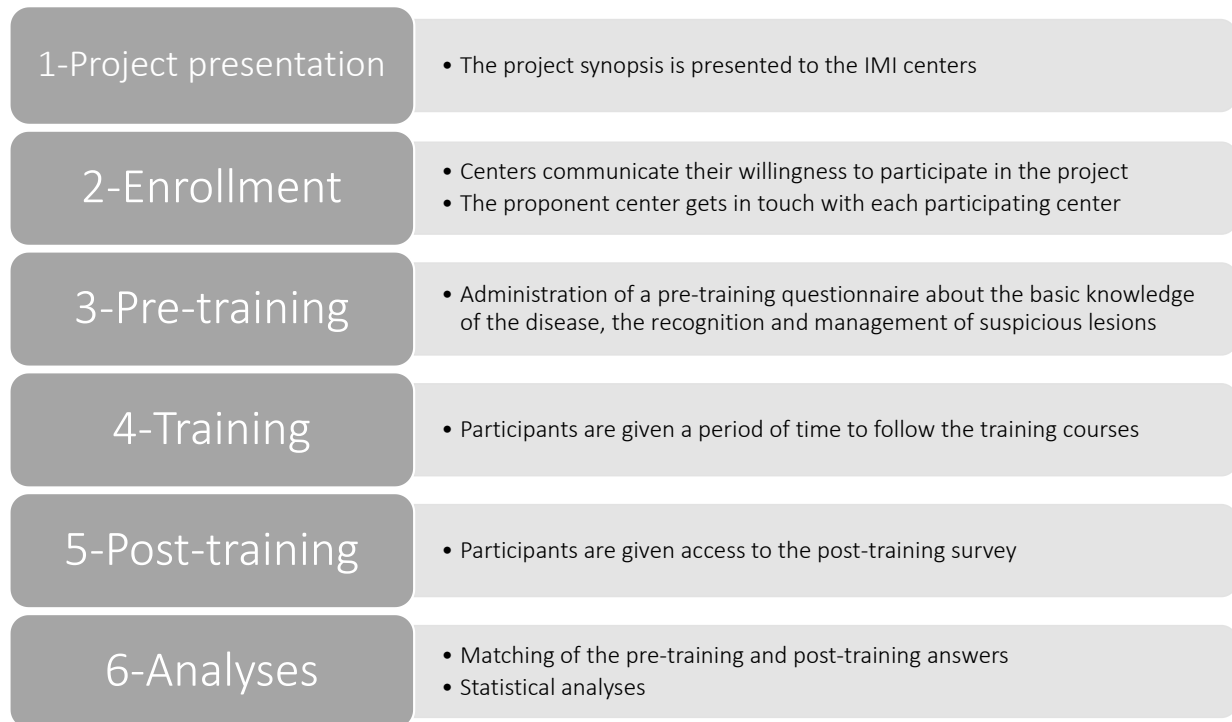 1-Project presentation
• The project synopsis is presented to the IMI centers
2-Enrollment
• Centers communicate their willingness to participate in the project
• The proponent center gets in touch with each participating center
3-Pre-training
• Administration of a pre-training questionnaire about the basic knowledge
of the disease, the recognition and management of suspicious lesions
4-Training
• Participants are given a period of time to follow the training courses
5-Post-training
• Participants are given access to the post-training survey
6-Analyses
• Matching of the pre-training and post-training answers
• Statistical analyses